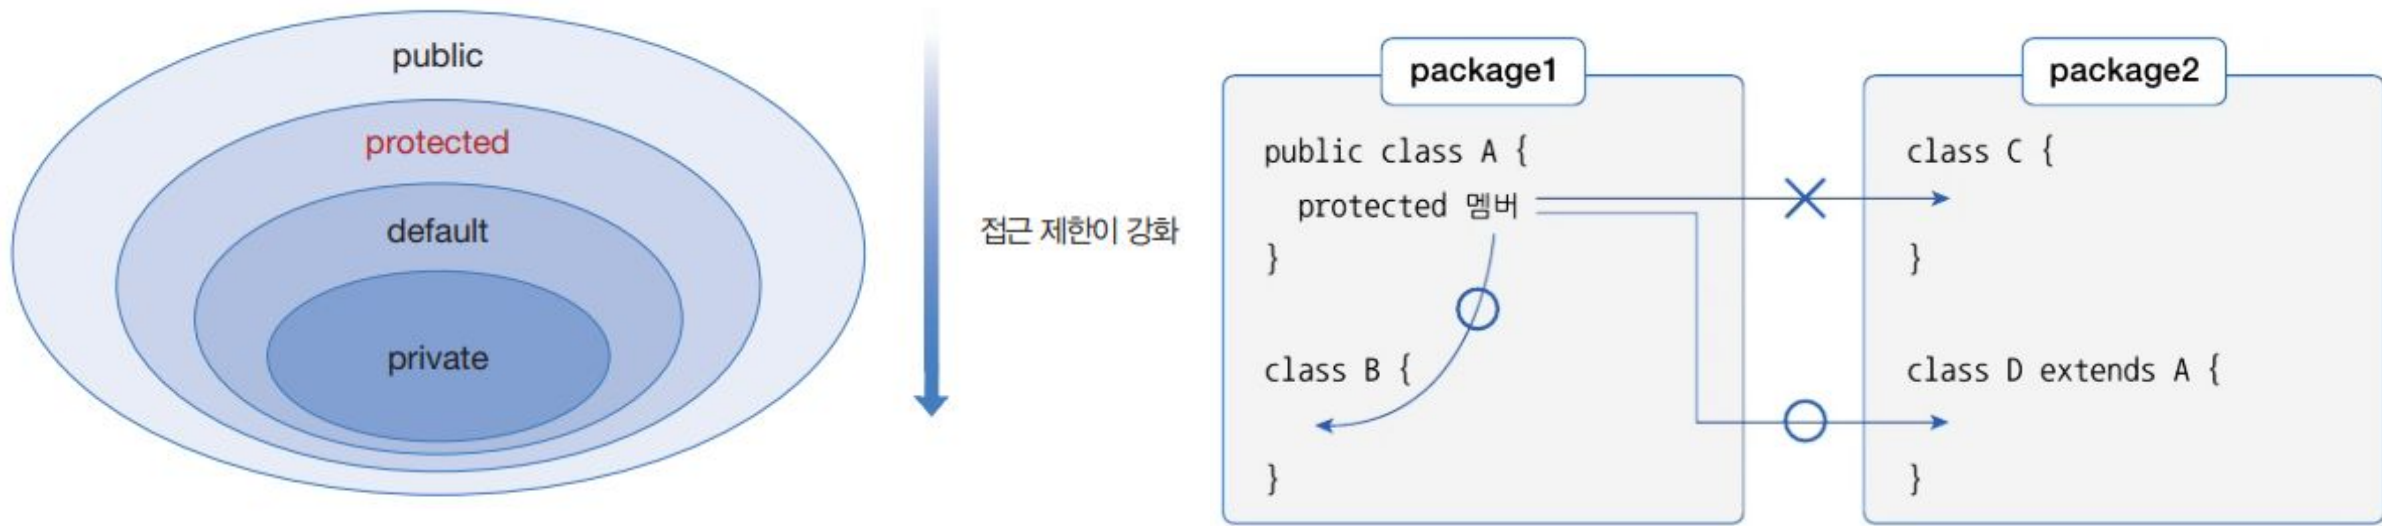 public
protected
default
private
접근 제한이 강화
package1
public class A {
protected 멤버
}
class B {
}
package2
class C {
}
class D extends A {
}